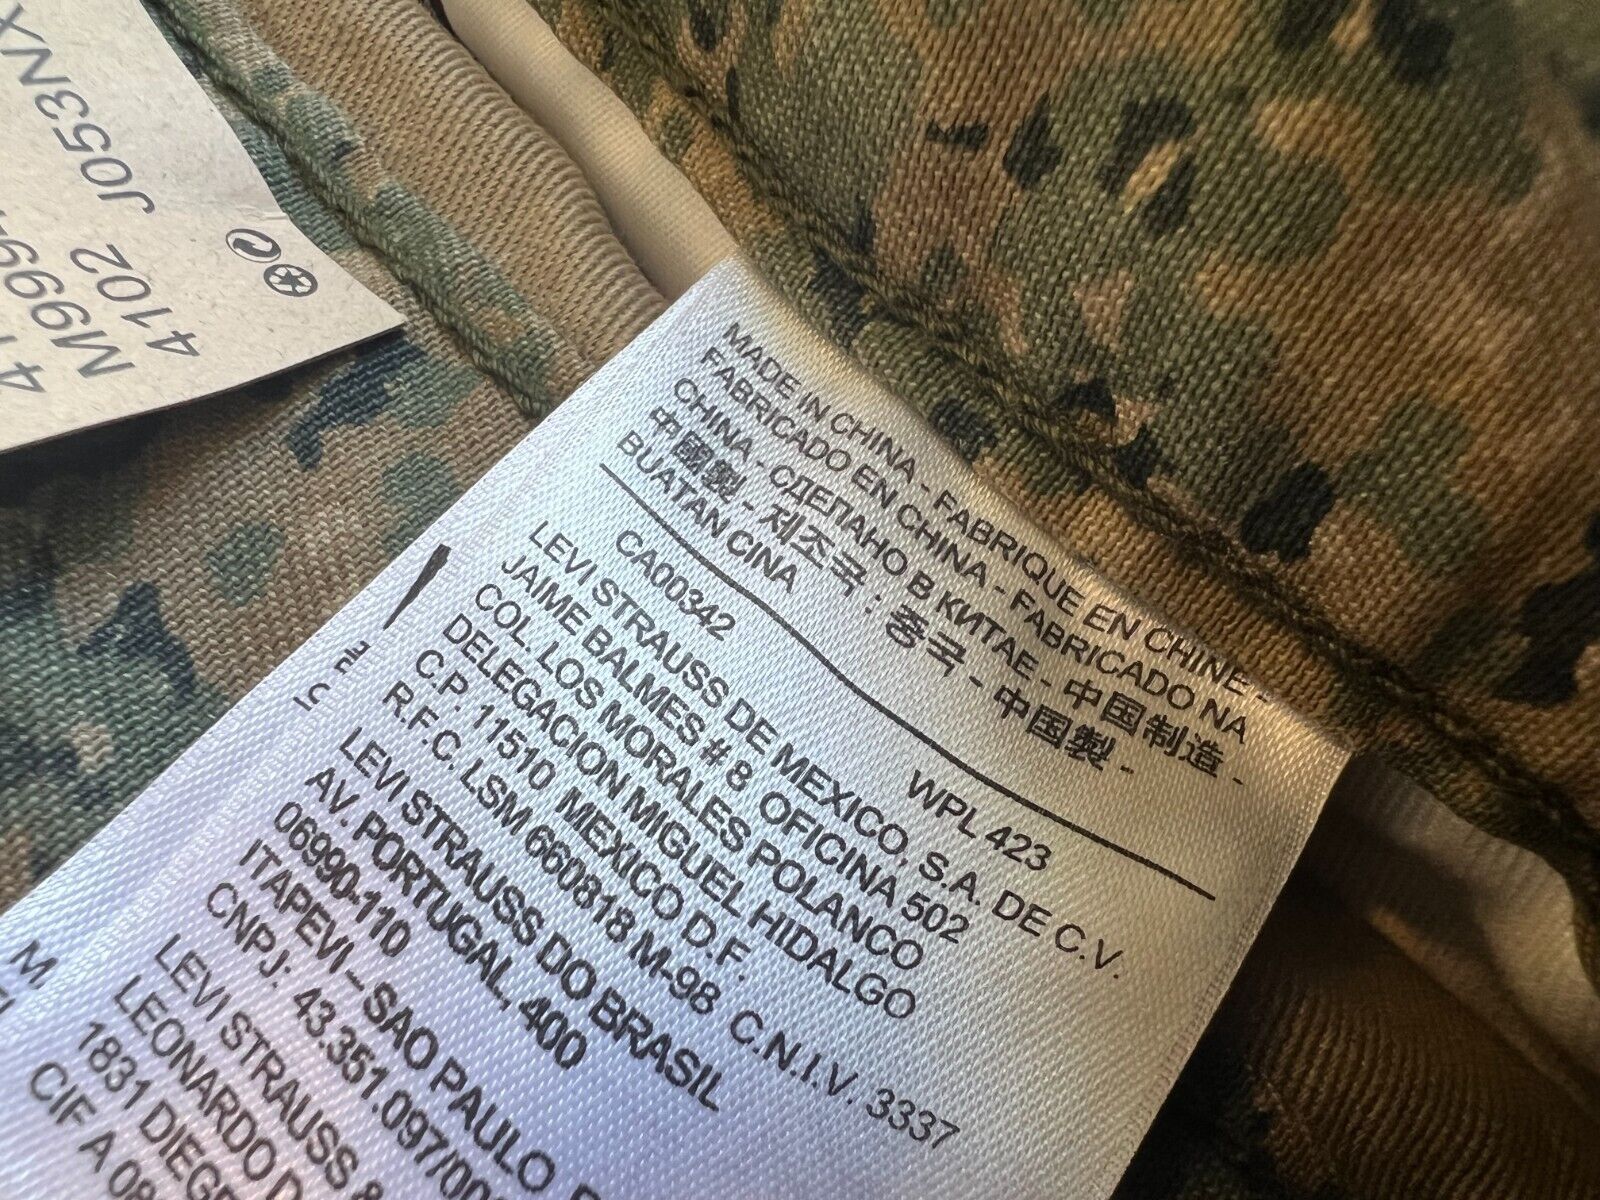 J053NX
4102
MADE IN CHINA - FABRIQUE EN CHINE -
FABRICADO EN CHINA - FABRICADO NA
CHINA - СДЕЛАНО В КИТАЕ - 中国制造 -
中國製 - 제조국 : 중국 - 中国製 -
BUATAN CINA
CA00342 WPL 423
LEVI STRAUSS DE MEXICO, S.A. DE C.V.
JAIME BALMES # 8 OFICINA 502
COL. LOS MORALES POLANCO
DELEGACION MIGUEL HIDALGO
C.P. 11510 MEXICO D.F.
R.F.C. LSM 660818 M-98 C.N.I.V. 3337
LEVI STRAUSS DO BRASIL
AV. PORTUGAL, 400
06990-110
ITAPEVI – SAO PAULO
CNPJ: 43.351.097/00
LEVI STRAUSS &
LEONARDO D
1831 DIEG
CIF A 08